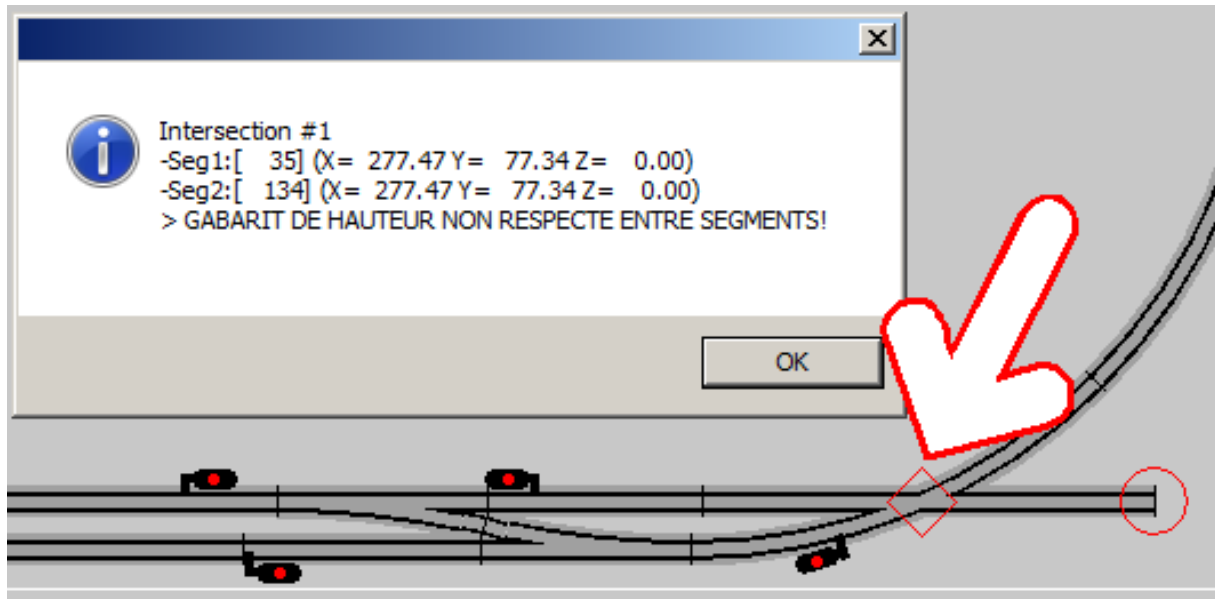 Intersection #1
-Seg1:[   35] (X=  277.47 Y=   77.34 Z=   0.00)
-Seg2:[  134] (X=  277.47 Y=   77.34 Z=   0.00)
> GABARIT DE HAUTEUR NON RESPECTE ENTRE SEGMENTS!
OK